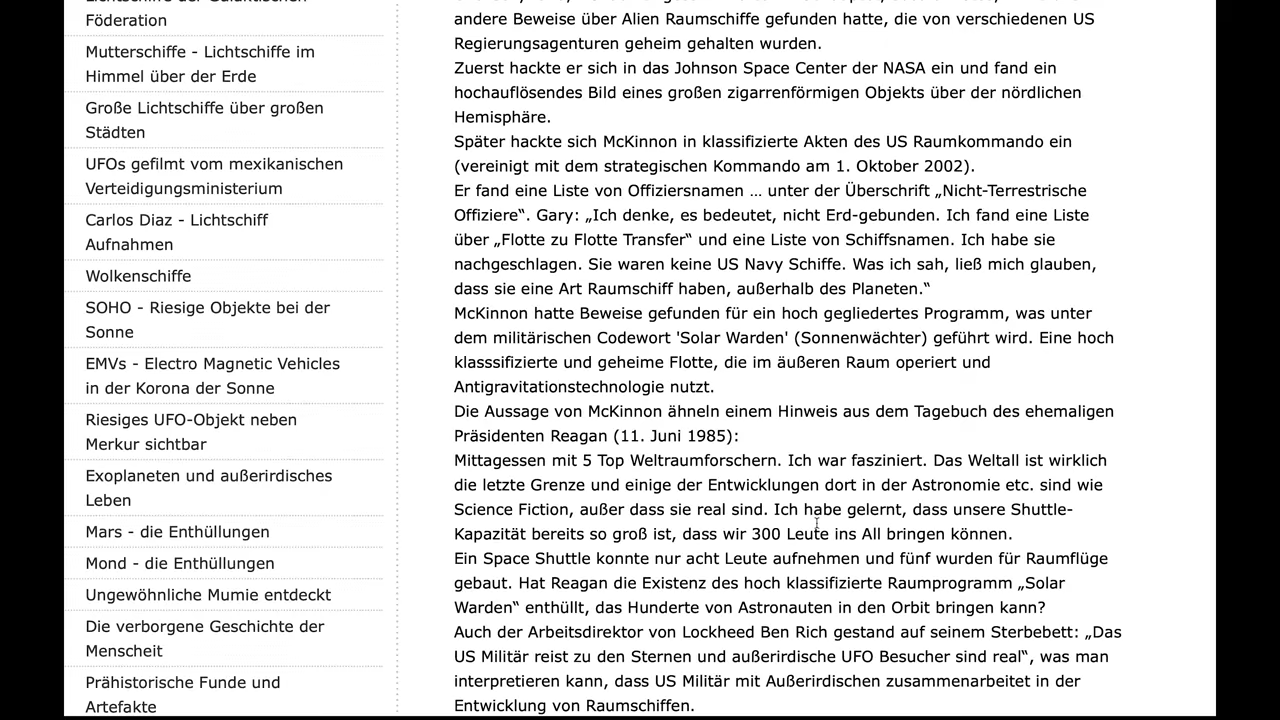 Föderation
Mutterschiffe - Lichtschiffe im
Himmel über der Erde
Große Lichtschiffe über großen
Städten
UFOs gefilmt vom mexikanischen
Verteidigungsministerium
Carlos Diaz - Lichtschiff
Aufnahmen
Wolkenschiffe
SOHO - Riesige Objekte bei der
Sonne
EMVs - Electro Magnetic Vehicles
in der Korona der Sonne
Riesiges UFO-Objekt neben
Merkur sichtbar
Exoplaneten und außerirdisches
Leben
Mars - die Enthüllungen
Mond - die Enthüllungen
Ungewöhnliche Mumie entdeckt
Die verborgene Geschichte der
Menscheit
Prähistorische Funde und
Artefakte
andere Beweise über Alien Raumschiffe gefunden hatte, die von verschiedenen US
Regierungsagenturen geheim gehalten wurden.
Zuerst hackte er sich in das Johnson Space Center der NASA ein und fand ein
hochauflösendes Bild eines großen zigarrenförmigen Objekts über der nördlichen
Hemisphäre.
Später hackte sich McKinnon in klassifizierte Akten des US Raumkommando ein
(vereinigt mit dem strategischen Kommando am 1. Oktober 2002).
Er fand eine Liste von Offiziersnamen … unter der Überschrift „Nicht-Terrestrische
Offiziere“. Gary: „Ich denke, es bedeutet, nicht Erd-gebunden. Ich fand eine Liste
über „Flotte zu Flotte Transfer“ und eine Liste von Schiffsnamen. Ich habe sie
nachgeschlagen. Sie waren keine US Navy Schiffe. Was ich sah, ließ mich glauben,
dass sie eine Art Raumschiff haben, außerhalb des Planeten.“
McKinnon hatte Beweise gefunden für ein hoch gegliedertes Programm, was unter
dem militärischen Codewort 'Solar Warden' (Sonnenwächter) geführt wird. Eine hoch
klasssifizierte und geheime Flotte, die im äußeren Raum operiert und
Antigravitationstechnologie nutzt.
Die Aussage von McKinnon ähneln einem Hinweis aus dem Tagebuch des ehemaligen
Präsidenten Reagan (11. Juni 1985):
Mittagessen mit 5 Top Weltraumforschern. Ich war fasziniert. Das Weltall ist wirklich
die letzte Grenze und einige der Entwicklungen dort in der Astronomie etc. sind wie
Science Fiction, außer dass sie real sind. Ich habe gelernt, dass unsere Shuttle-
Kapazität bereits so groß ist, dass wir 300 Leute ins All bringen können.
Ein Space Shuttle konnte nur acht Leute aufnehmen und fünf wurden für Raumflüge
gebaut. Hat Reagan die Existenz des hoch klassifizierte Raumprogramm „Solar
Warden“ enthüllt, das Hunderte von Astronauten in den Orbit bringen kann?
Auch der Arbeitsdirektor von Lockheed Ben Rich gestand auf seinem Sterbebett: „Das
US Militär reist zu den Sternen und außerirdische UFO Besucher sind real“, was man
interpretieren kann, dass US Militär mit Außerirdischen zusammenarbeitet in der
Entwicklung von Raumschiffen.